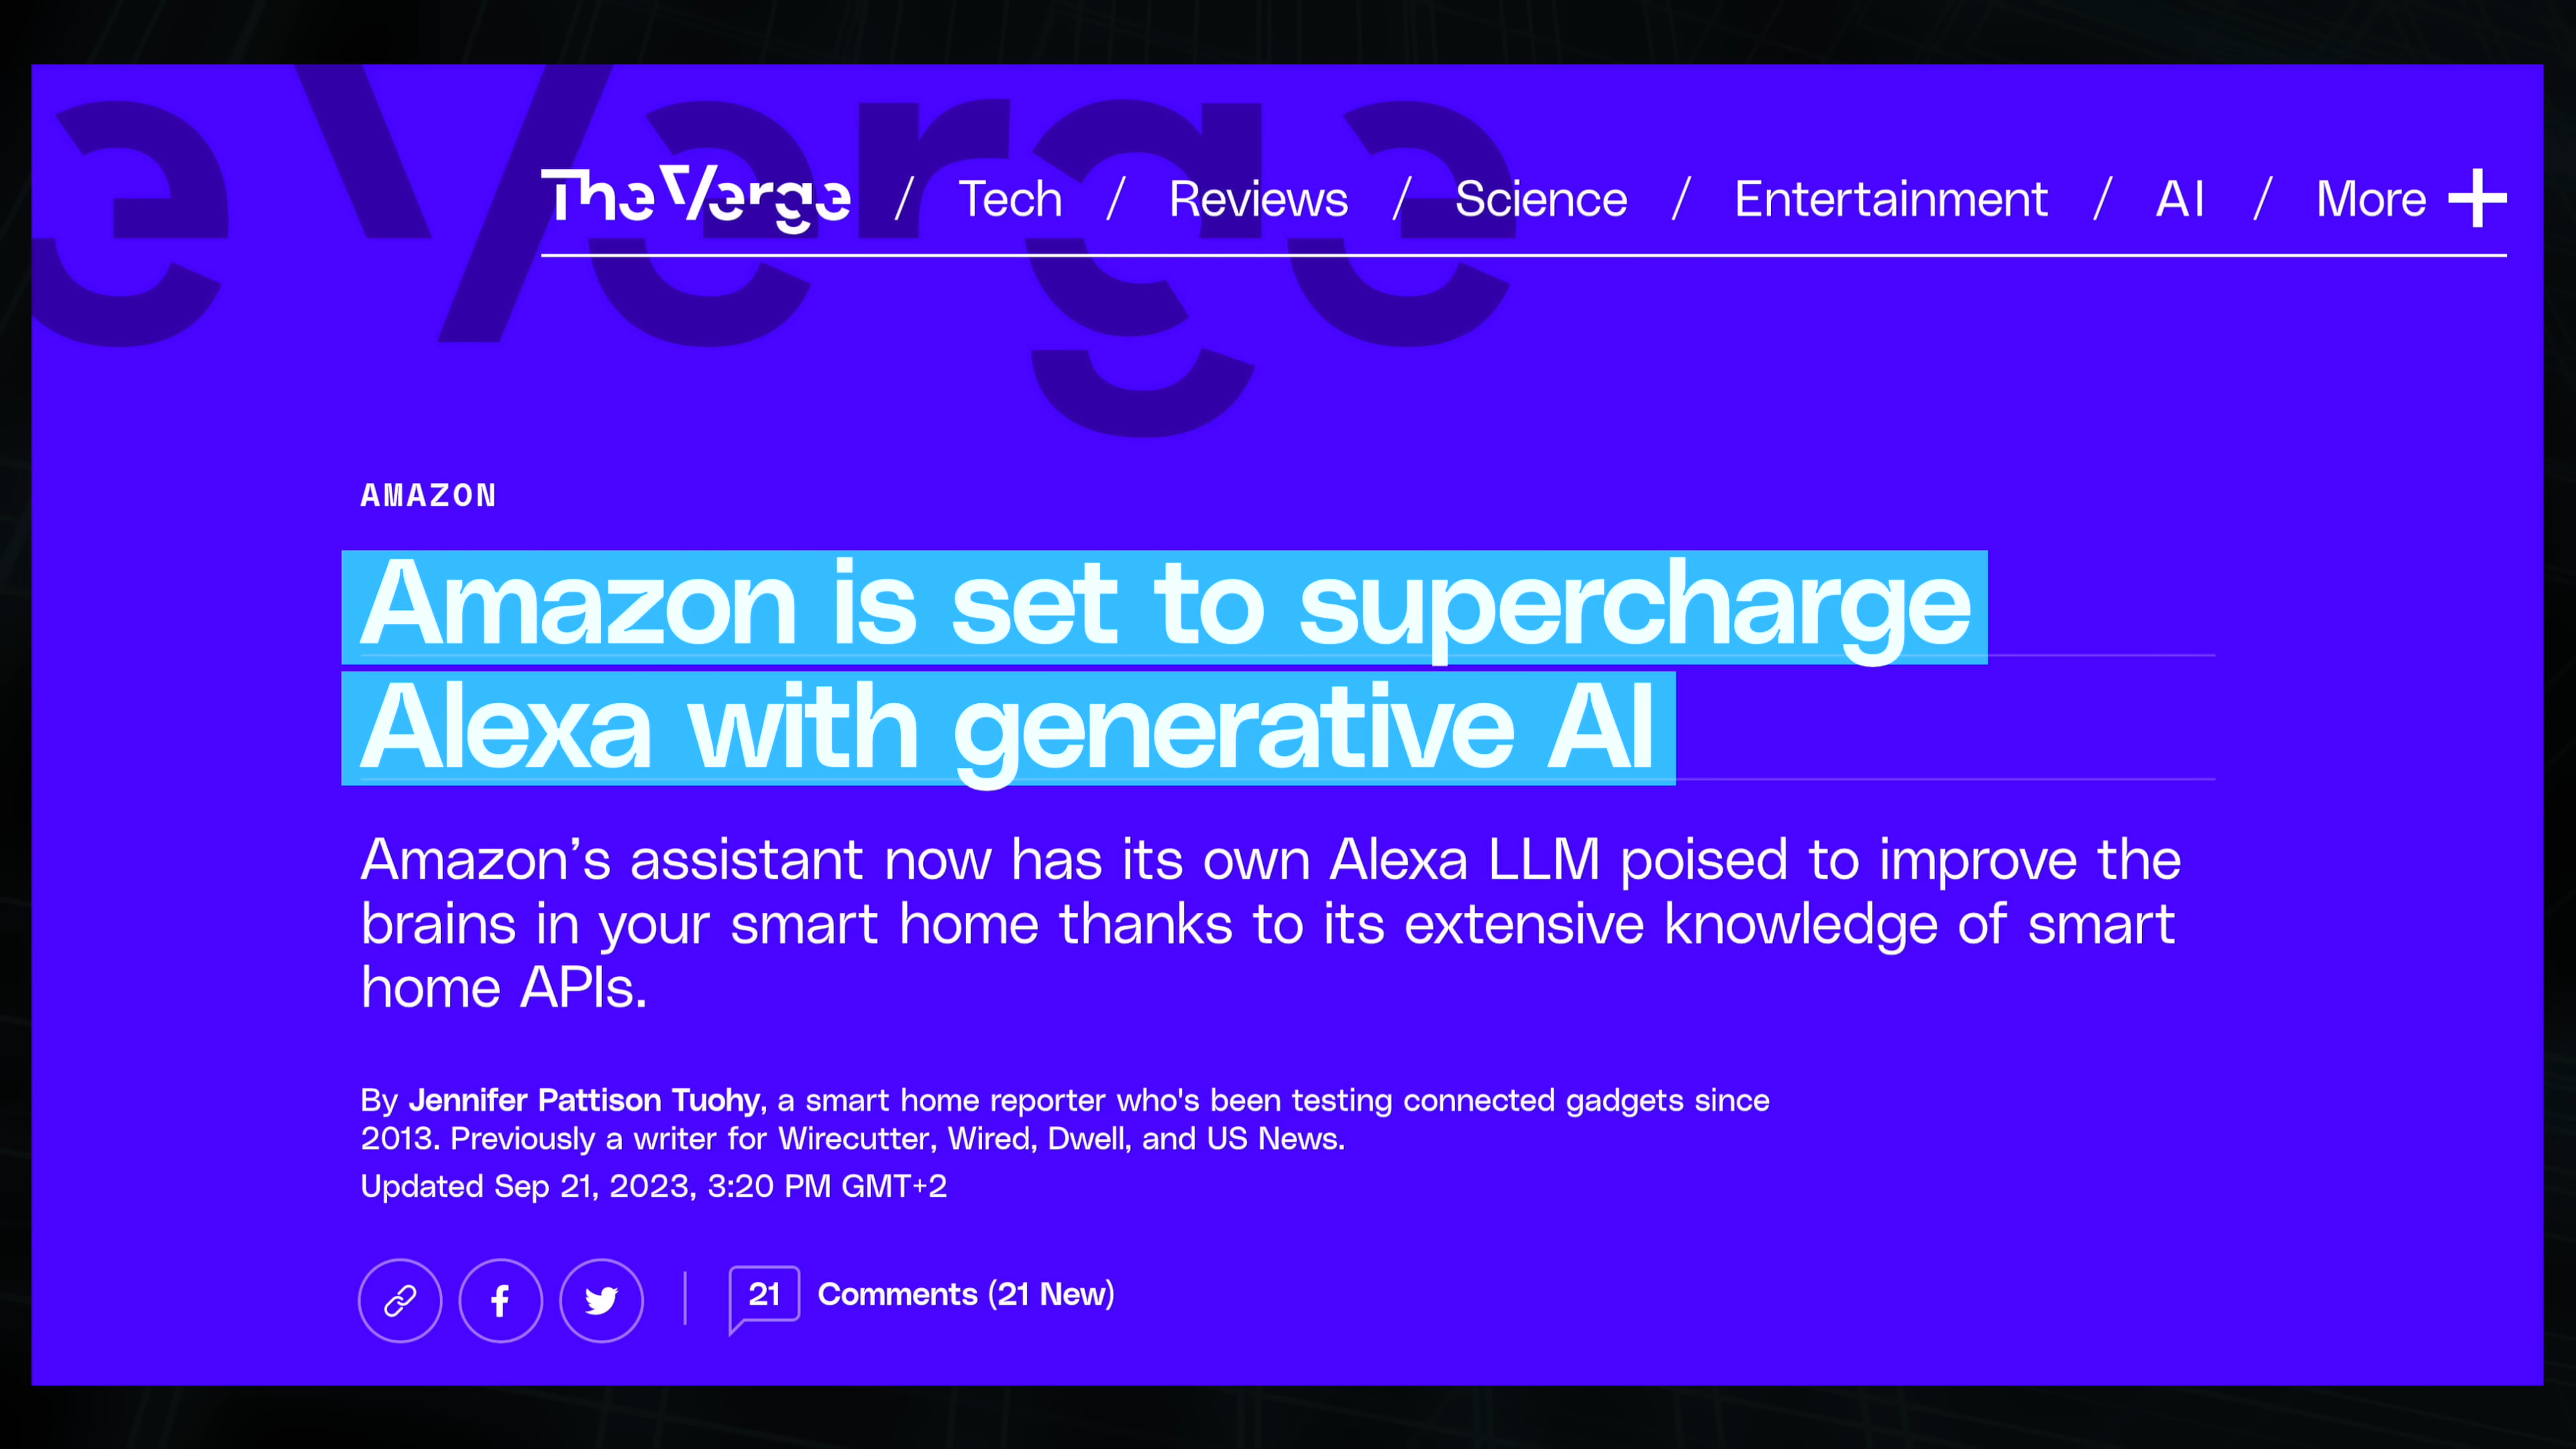 e Verge
The Verge / Tech / Reviews / Science / Entertainment / AI / More +
AMAZON
Amazon is set to supercharge
Alexa with generative AI
Amazon’s assistant now has its own Alexa LLM poised to improve the
brains in your smart home thanks to its extensive knowledge of smart
home APIs.
By Jennifer Pattison Tuohy, a smart home reporter who's been testing connected gadgets since
2013. Previously a writer for Wirecutter, Wired, Dwell, and US News.
Updated Sep 21, 2023, 3:20 PM GMT+2
21 Comments (21 New)